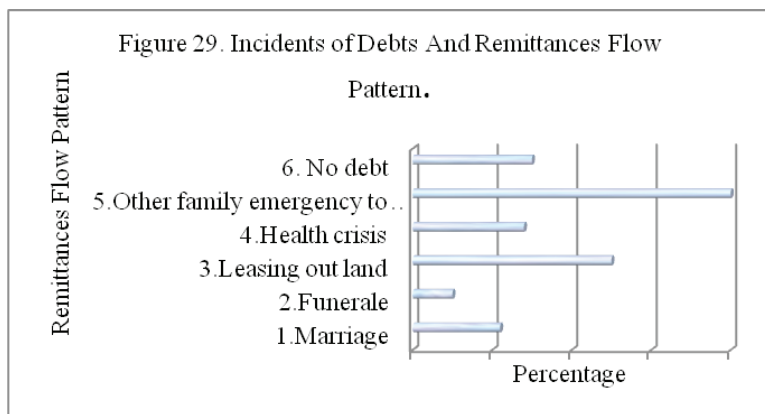 Figure 29. Incidents of Debts And Remittances Flow
Pattern.
Remittances Flow Pattern
6. No debt
5.Other family emergency to ..
4.Health crisis
3.Leasing out land
2.Funerale
1.Marriage
Percentage